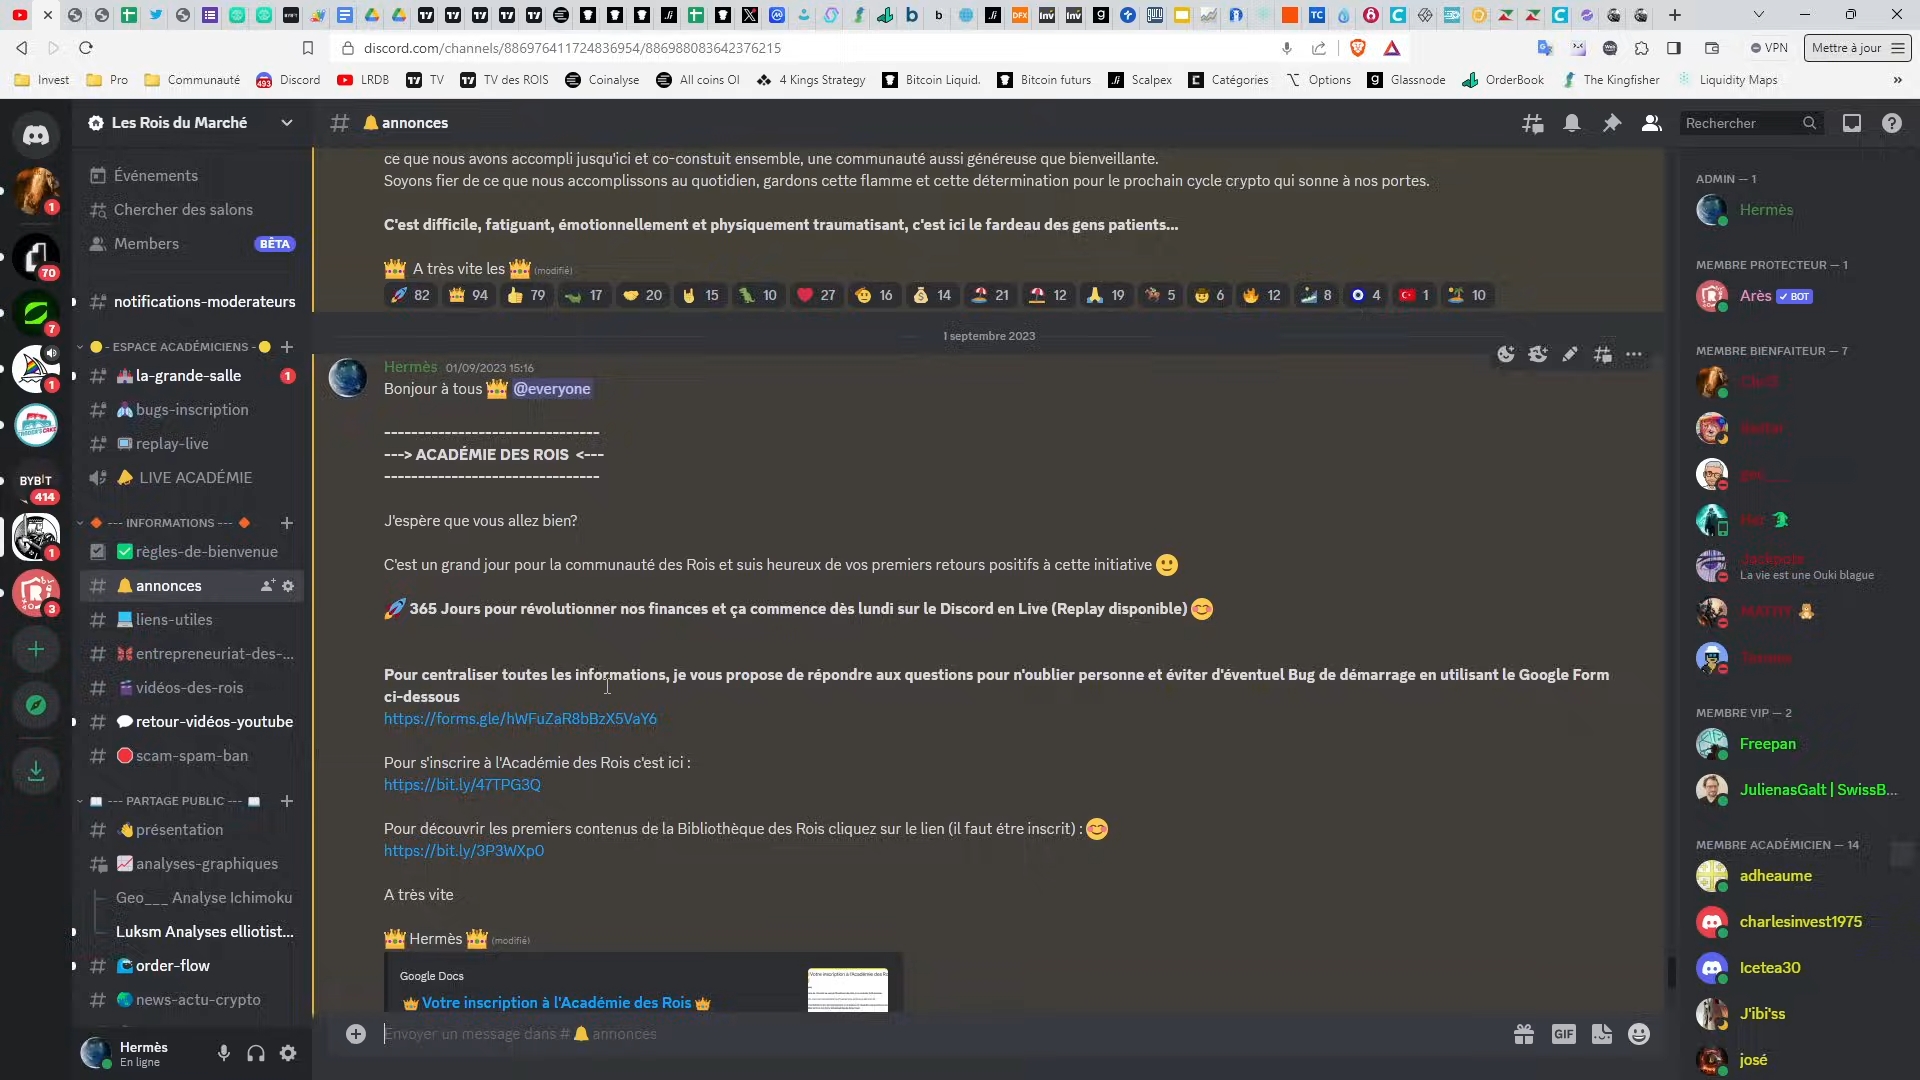 discord.com/channels/886976411724836954/886988083642376215
VPN
Mettre à jour
Invest
Pro
Communauté
Discord
LRDB
TV
TV des ROIS
Coinalyse
All coins OI
4 Kings Strategy
Bitcoin Liquid.
Bitcoin futurs
Scalpex
Catégories
Options
Glassnode
OrderBook
The Kingfisher
Liquidity Maps
Les Rois du Marché
annonces
Rechercher
Événements
Chercher des salons
Members BÊTA
notifications-moderateurs
- ESPACE ACADÉMICIENS -
la-grande-salle 1
bugs-inscription
replay-live
LIVE ACADÉMIE
--- INFORMATIONS ---
règles-de-bienvenue
annonces
liens-utiles
entrepreneuriat-des-...
vidéos-des-rois
retour-vidéos-youtube
scam-spam-ban
--- PARTAGE PUBLIC ---
présentation
analyses-graphiques
Geo___ Analyse Ichimoku
Luksm Analyses elliotist...
order-flow
news-actu-crypto
Hermès
En ligne
1
70
7
1
BYBIT
414
1
3
ce que nous avons accompli jusqu'ici et co-constuit ensemble, une communauté aussi généreuse que bienveillante.
Soyons fier de ce que nous accomplissons au quotidien, gardons cette flamme et cette détermination pour le prochain cycle crypto qui sonne à nos portes.
C'est difficile, fatiguant, émotionnellement et physiquement traumatisant, c'est ici le fardeau des gens patients...
A très vite les (modifié)
82 94 79 17 20 15 10 27 16 14 21 12 19 5 6 12 8 4 1 10
1 septembre 2023
Hermès 01/09/2023 15:16
Bonjour à tous @everyone
--------------------------------
---> ACADÉMIE DES ROIS <---
--------------------------------
J'espère que vous allez bien?
C'est un grand jour pour la communauté des Rois et suis heureux de vos premiers retours positifs à cette initiative
365 Jours pour révolutionner nos finances et ça commence dès lundi sur le Discord en Live (Replay disponible)
Pour centraliser toutes les informations, je vous propose de répondre aux questions pour n'oublier personne et éviter d'éventuel Bug de démarrage en utilisant le Google Form
ci-dessous
https://forms.gle/hWFuZaR8bBzX5VaY6
Pour s'inscrire à l'Académie des Rois c'est ici :
https://bit.ly/47TPG3Q
Pour découvrir les premiers contenus de la Bibliothèque des Rois cliquez sur le lien (il faut étre inscrit) :
https://bit.ly/3P3WXp0
A très vite
Hermès (modifié)
Google Docs
Votre inscription à l'Académie des Rois
Envoyer un message dans # annonces
GIF
ADMIN — 1
Hermès
MEMBRE PROTECTEUR — 1
Arès BOT
MEMBRE BIENFAITEUR — 7
La vie est une Ouki blague
MEMBRE VIP — 2
Freepan
JulienasGalt | SwissB...
MEMBRE ACADÉMICIEN — 14
adheaume
charlesinvest1975
Icetea30
J'ibi'ss
josé